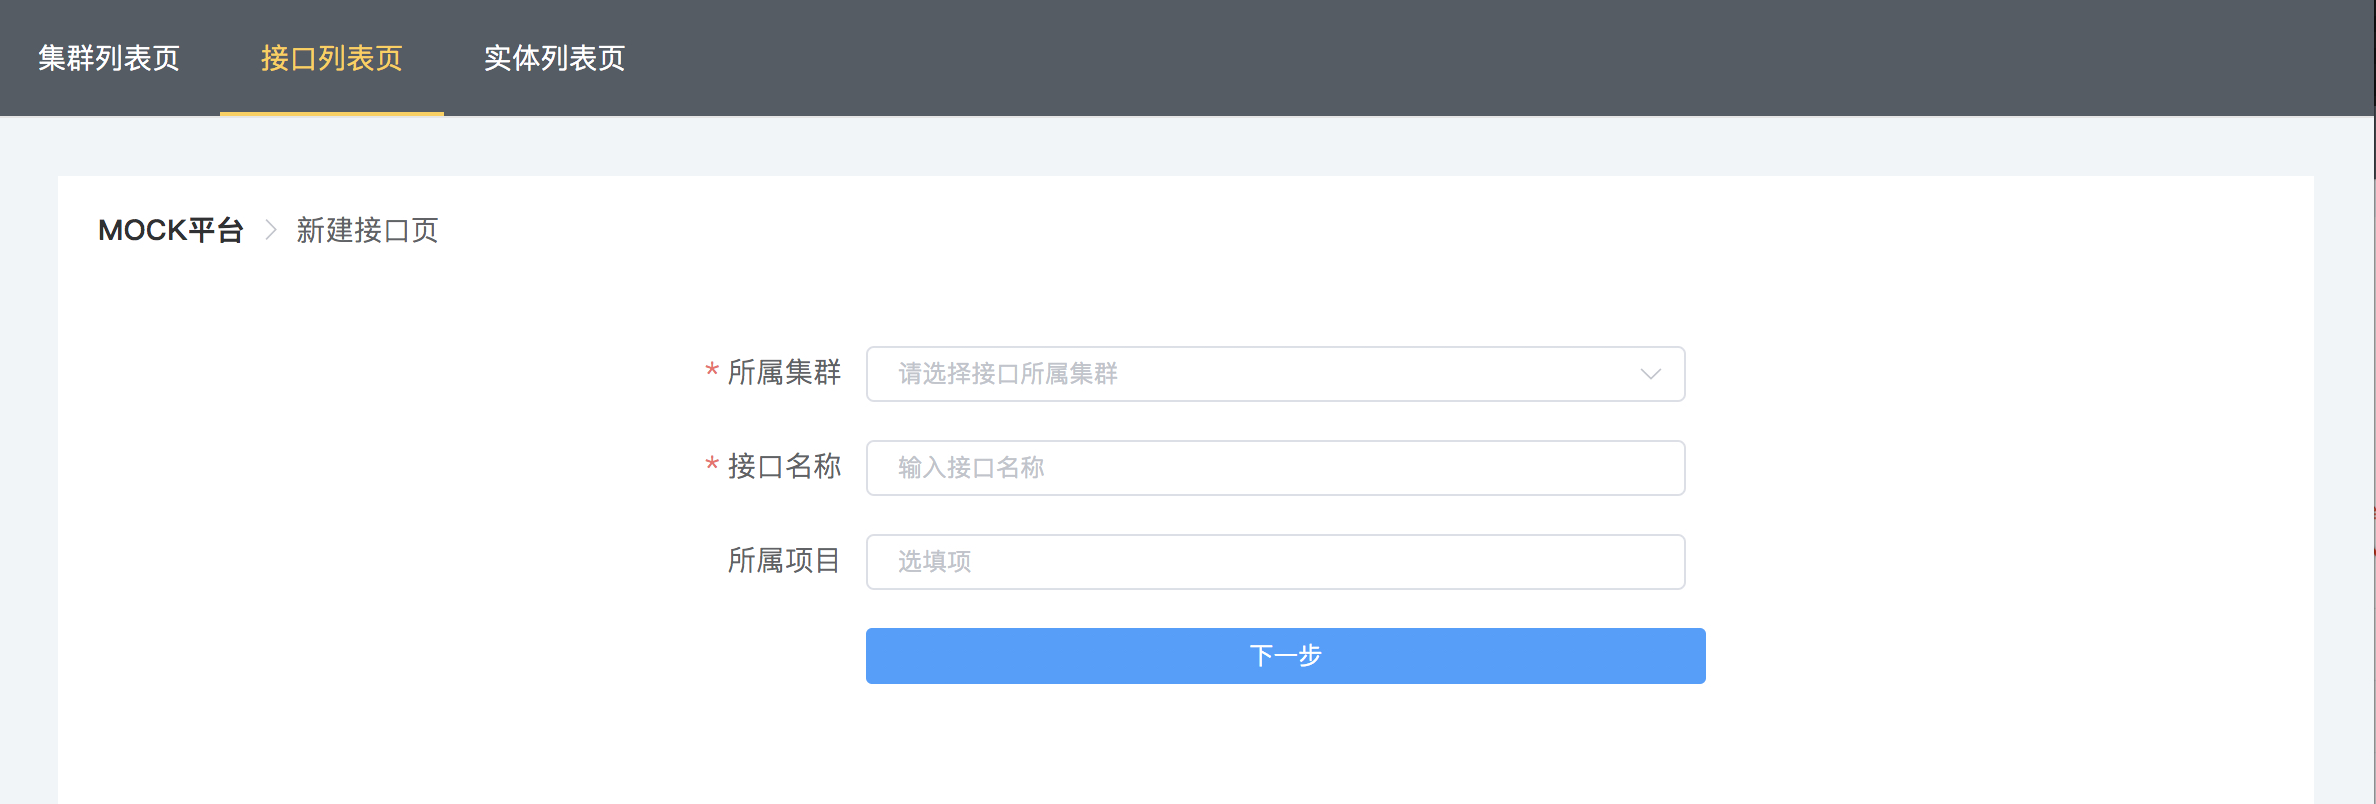 集群列表页 接口列表页 实体列表页
MOCK平台 > 新建接口页
* 所属集群 请选择接口所属集群
* 接口名称 输入接口名称
所属项目 选填项
下一步